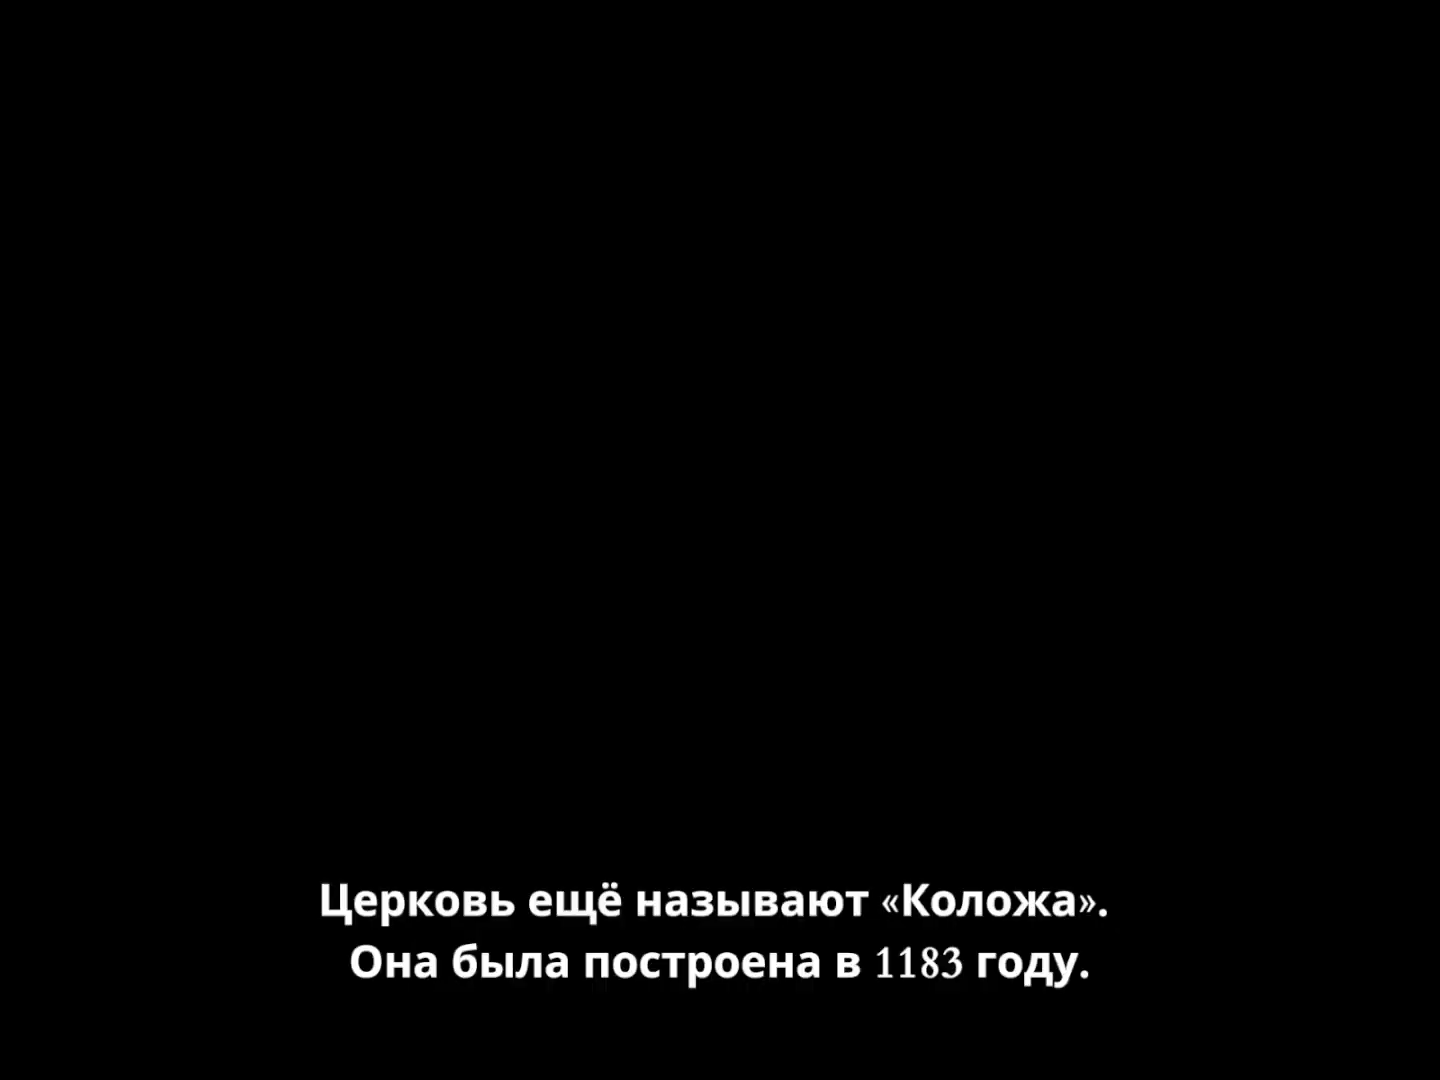 Церковь ещё называют «Коложа».
Она была построена в 1183 году.